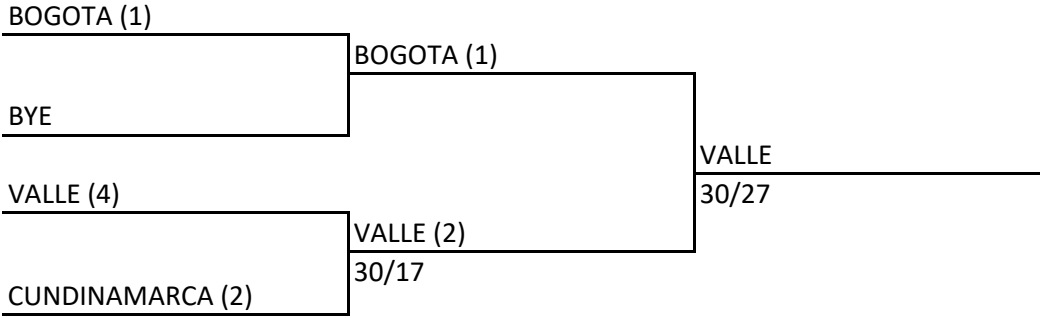 BOGOTA (1)
BOGOTA (1)
BYE
VALLE
VALLE (4)
30/27
VALLE (2)
30/17
CUNDINAMARCA (2)